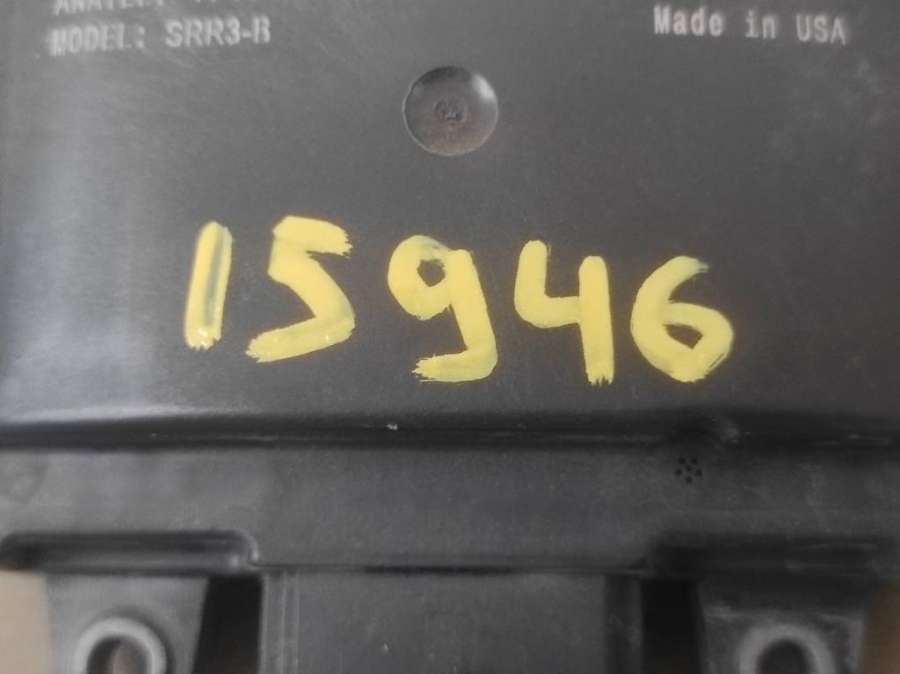 MODEL: SRR3-B
Made in USA
15946